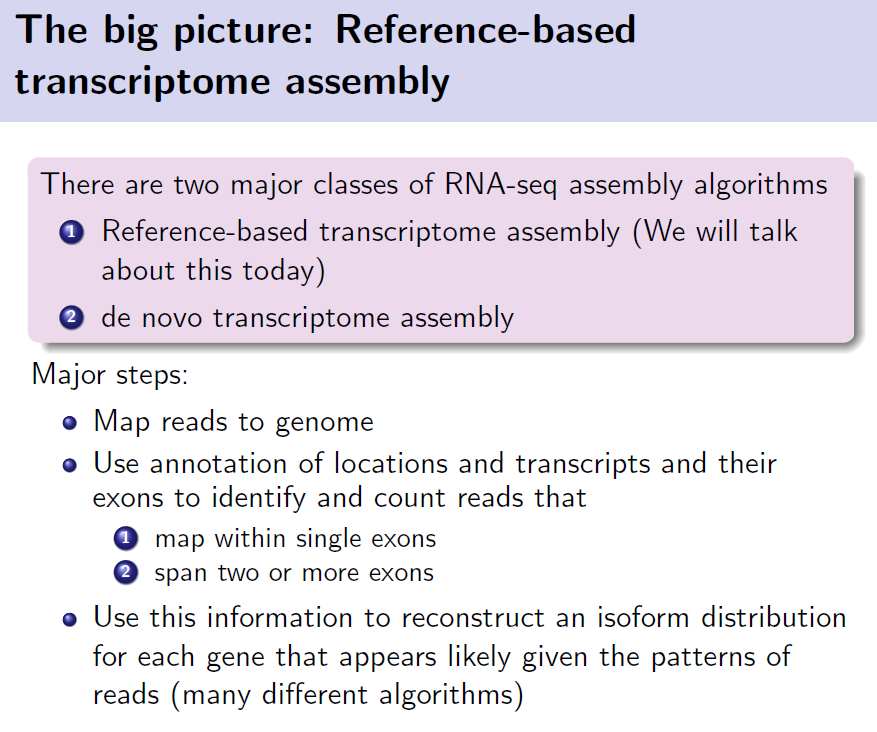 The big picture: Reference-based
transcriptome assembly
There are two major classes of RNA-seq assembly algorithms
1 Reference-based transcriptome assembly (We will talk
about this today)
2 de novo transcriptome assembly
Major steps:
Map reads to genome
Use annotation of locations and transcripts and their
exons to identify and count reads that
1 map within single exons
2 span two or more exons
Use this information to reconstruct an isoform distribution
for each gene that appears likely given the patterns of
reads (many different algorithms)